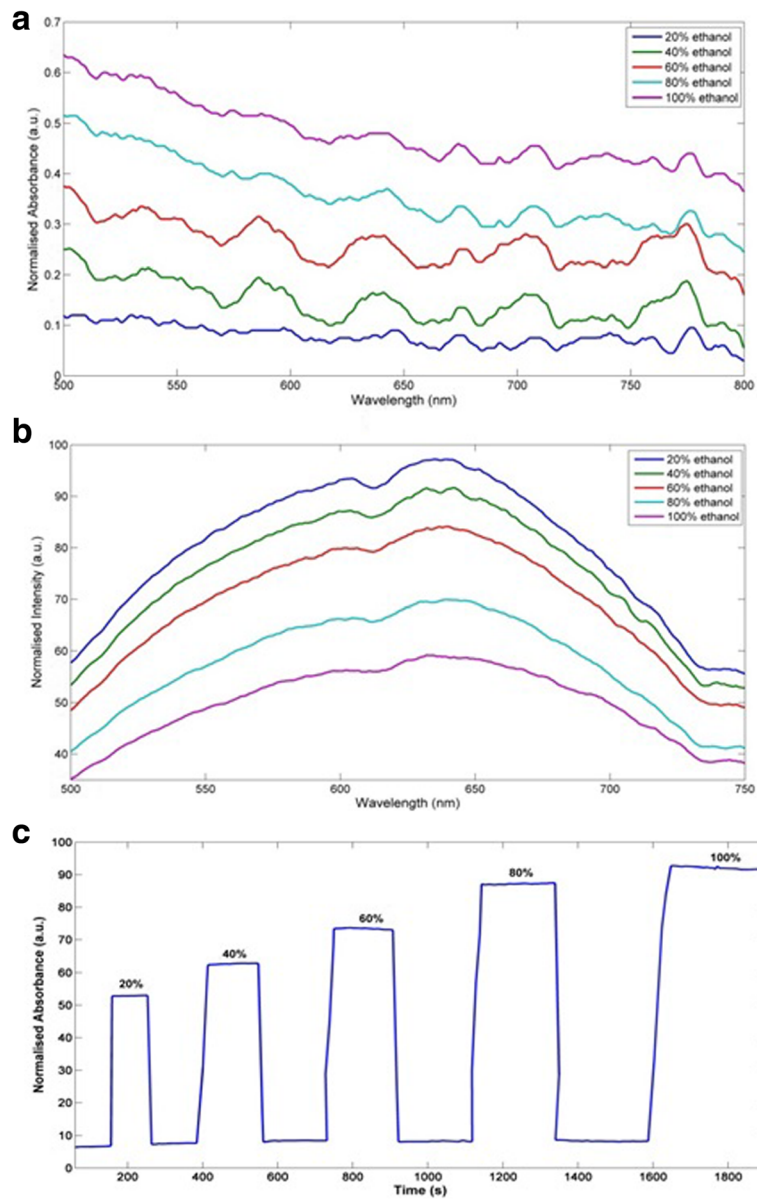 a
0.7
0.6
0.5
0.4
0.3
0.2
0.1
0
Normalised Absorbance (a.u.)
20% ethanol
40% ethanol
60% ethanol
80% ethanol
100% ethanol
500 550 600 650 700 750 800
Wavelength (nm)
b
100
90
80
70
60
50
40
Normalised Intensity (a.u.)
20% ethanol
40% ethanol
60% ethanol
80% ethanol
100% ethanol
500 550 600 650 700 750
Wavelength (nm)
c
100
90
80
70
60
50
40
30
20
10
0
Normalised Absorbance (a.u.)
20%
40%
60%
80%
100%
200 400 600 800 1000 1200 1400 1600 1800
Time (s)